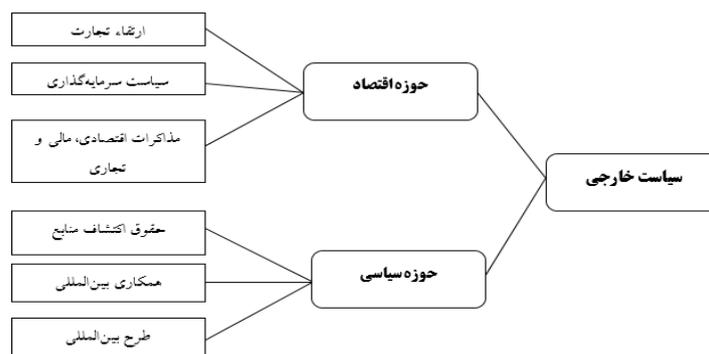 سیاست خارجی
حوزه اقتصاد
ارتقاء تجارت
سیاست سرمایه‌گذاری
مذاکرات اقتصادی، مالی و
تجاری
حوزه سیاسی
حقوق اکتشاف منابع
همکاری بین‌المللی
طرح بین‌المللی